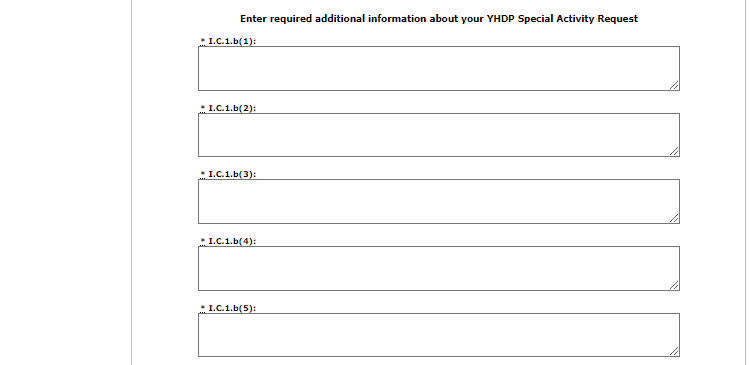 Enter required additional information about your YHDP Special Activity Request
* I.C.1.b(1):
* I.C.1.b(2):
* I.C.1.b(3):
* I.C.1.b(4):
* I.C.1.b(5):